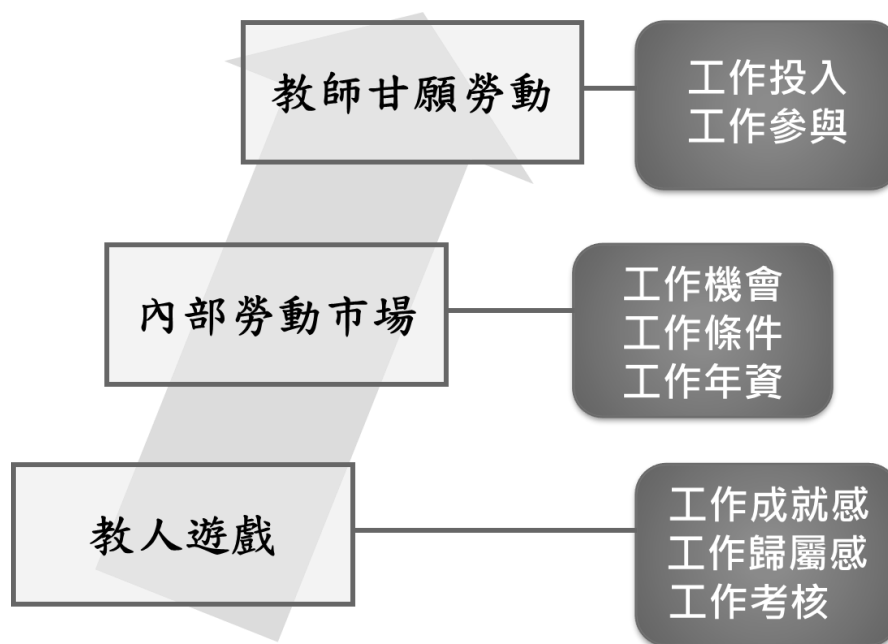 教師甘願勞動
工作投入
工作參與
內部勞動市場
工作機會
工作條件
工作年資
教人遊戲
工作成就感
工作歸屬感
工作考核